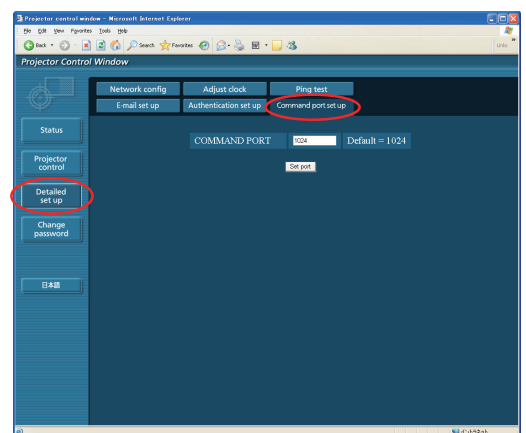 Projector control window - Microsoft Internet Explorer
File Edit View Favorites Tools Help
Back Search Favorites Links
Projector Control Window
Network config Adjust clock Ping test
E-mail set up Authentication set up Command port set up
Status
COMMAND PORT 1024 Default = 1024
Projector
control
Set port
Detailed
set up
Change
password
日本語